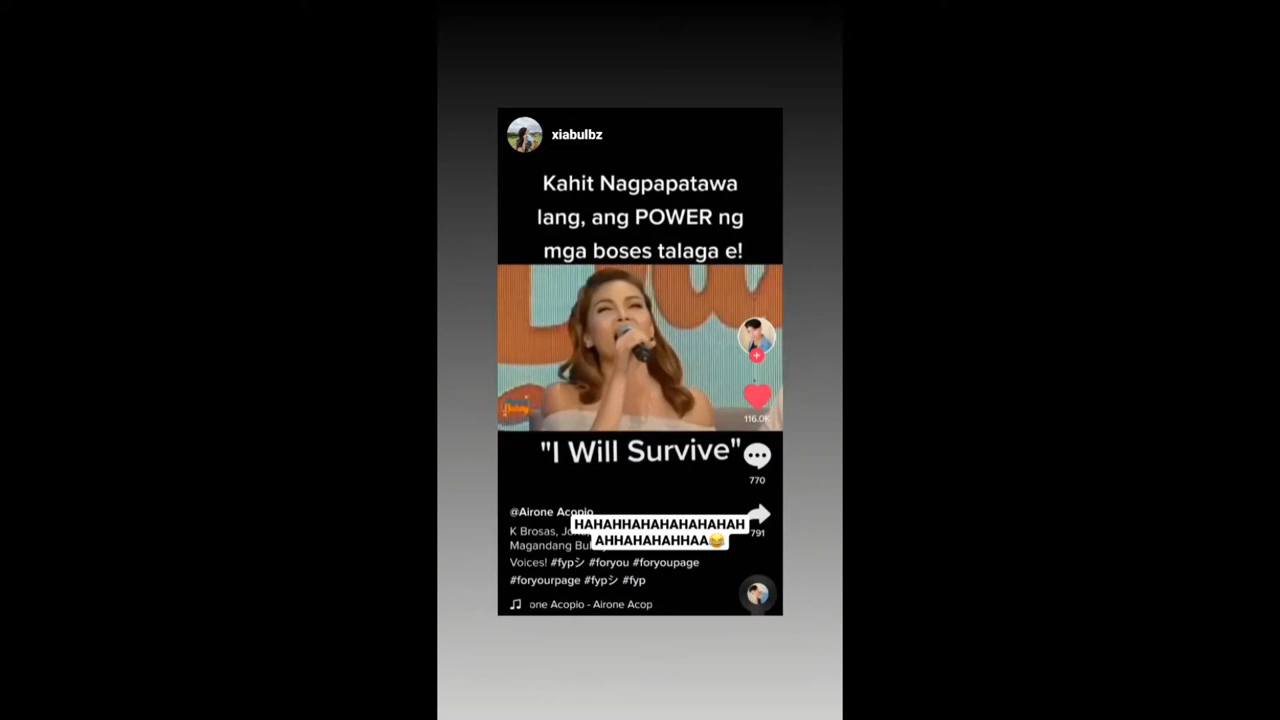 xiabulbz
Kahit Nagpapatawa
lang, ang POWER ng
mga boses talaga e!
116.0K
"I Will Survive"
770
@Airone Acopio
HAHAHHAHAHAHAHAHAH
AHHAHAHAHHAA😂
791
K Brosas,
Magandang
Voices! #fypシ #foryou #foryoupage
#foryourpage #fypシ #fyp
one Acopio - Airone Acop